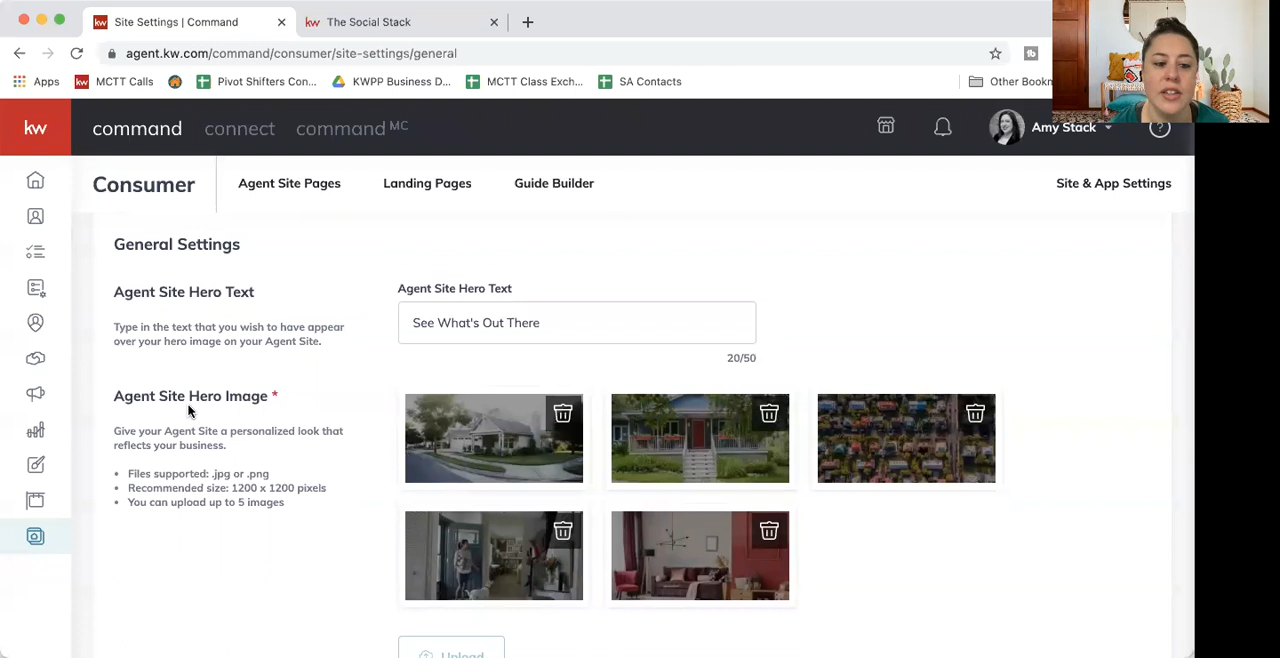 Site Settings | Command
kw The Social Stack
agent.kw.com/command/consumer/site-settings/general
Apps kw MCTT Calls Pivot Shifters Con... KWPP Business D... MCTT Class Exch... SA Contacts Other Bookm
kw command connect command MC Amy Stack ?
Consumer Agent Site Pages Landing Pages Guide Builder Site & App Settings
General Settings
Agent Site Hero Text
Type in the text that you wish to have appear
over your hero image on your Agent Site.
Agent Site Hero Text
See What's Out There
20/50
Agent Site Hero Image *
Give your Agent Site a personalized look that
reflects your business.
• Files supported: .jpg or .png
• Recommended size: 1200 x 1200 pixels
• You can upload up to 5 images
Upload